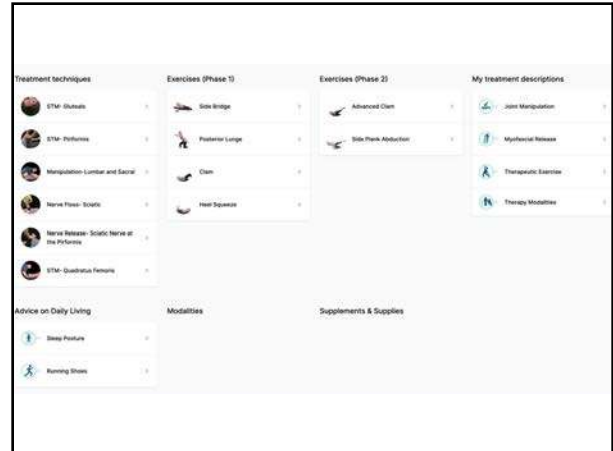 Treatment techniques
STM- Gluteals
STM- Piriformis
Manipulation- Lumbar and Sacral
Nerve Floss- Sciatic
Nerve Release- Sciatic Nerve at
the Pirformis
STM- Quadratus Femoris
Exercises (Phase 1)
Side Bridge
Posterior Lunge
Clam
Heel Squeeze
Exercises (Phase 2)
Advanced Clam
Side Plank Abduction
My treatment descriptions
Joint Manipulation
Myofascial Release
Therapeutic Exercise
Therapy Modalities
Advice on Daily Living
Sleep Posture
Running Shoes
Modalities
Supplements & Supplies